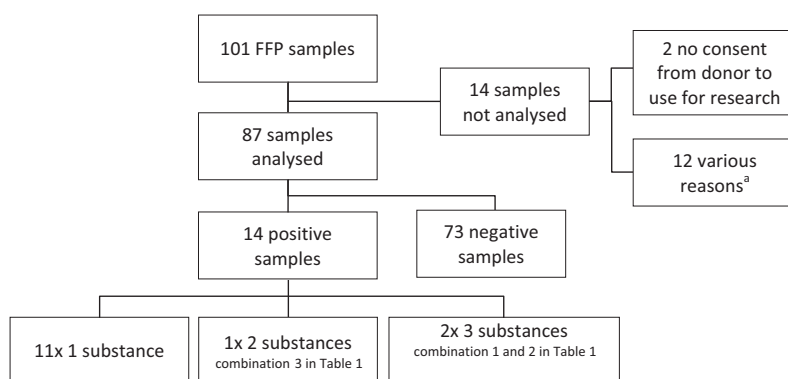 101 FFP samples
2 no consent
from donor to
use for research
14 samples
not analysed
87 samples
analysed
12 various
reasonsᵃ
14 positive
samples
73 negative
samples
11x 1 substance
1x 2 substances
combination 3 in Table 1
2x 3 substances
combination 1 and 2 in Table 1